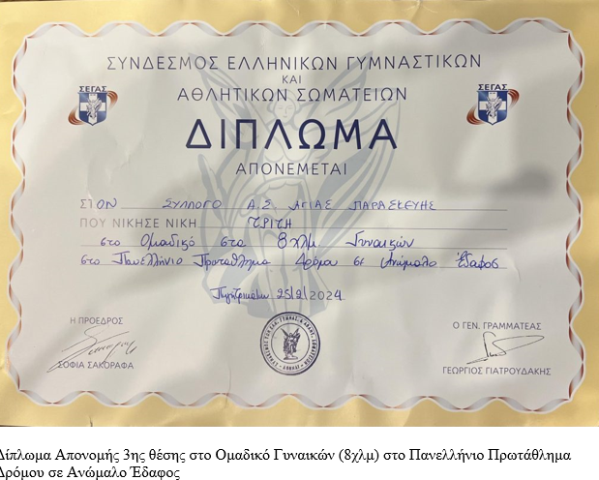 ΣΥΝΔΕΣΜΟΣ ΕΛΛΗΝΙΚΩΝ ΓΥΜΝΑΣΤΙΚΩΝ
ΚΑΙ
ΑΘΛΗΤΙΚΩΝ ΣΩΜΑΤΕΙΩΝ
ΣΕΓΑΣ ΣΕΓΑΣ
ΔΙΠΛΩΜΑ
ΑΠΟΝΕΜΕΤΑΙ
ΣΤΟΝ ΣΥΛΛΟΓΟ Α.Σ ΑΓΙΑΣ ΠΑΡΑΣΚΕΥΗΣ
ΠΟΥ ΝΙΚΗΣΕ ΝΙΚΗ ΤΡΙΤΗ
στο Ομαδικό στα 8χλμ Γυναικών
στο Πανελλήνιο Πρωτάθλημα Δρόμου σε Ανώμαλο Έδαφος
25/2/2024
Η ΠΡΟΕΔΡΟΣ
ΣΟΦΙΑ ΣΑΚΟΡΑΦΑ
Ο ΓΕΝ. ΓΡΑΜΜΑΤΕΑΣ
ΓΕΩΡΓΙΟΣ ΓΙΑΤΡΟΥΔΑΚΗΣ
Δίπλωμα Απονομής 3ης θέσης στο Ομαδικό Γυναικών (8χλμ) στο Πανελλήνιο Πρωτάθλημα
Δρόμου σε Ανώμαλο Έδαφος